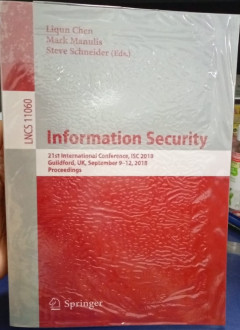 Liqun Chen
Mark Manulis
Steve Schneider (Eds.)
LNCS 11060
Information Security
21st International Conference, ISC 2018
Guildford, UK, September 9–12, 2018
Proceedings
Springer